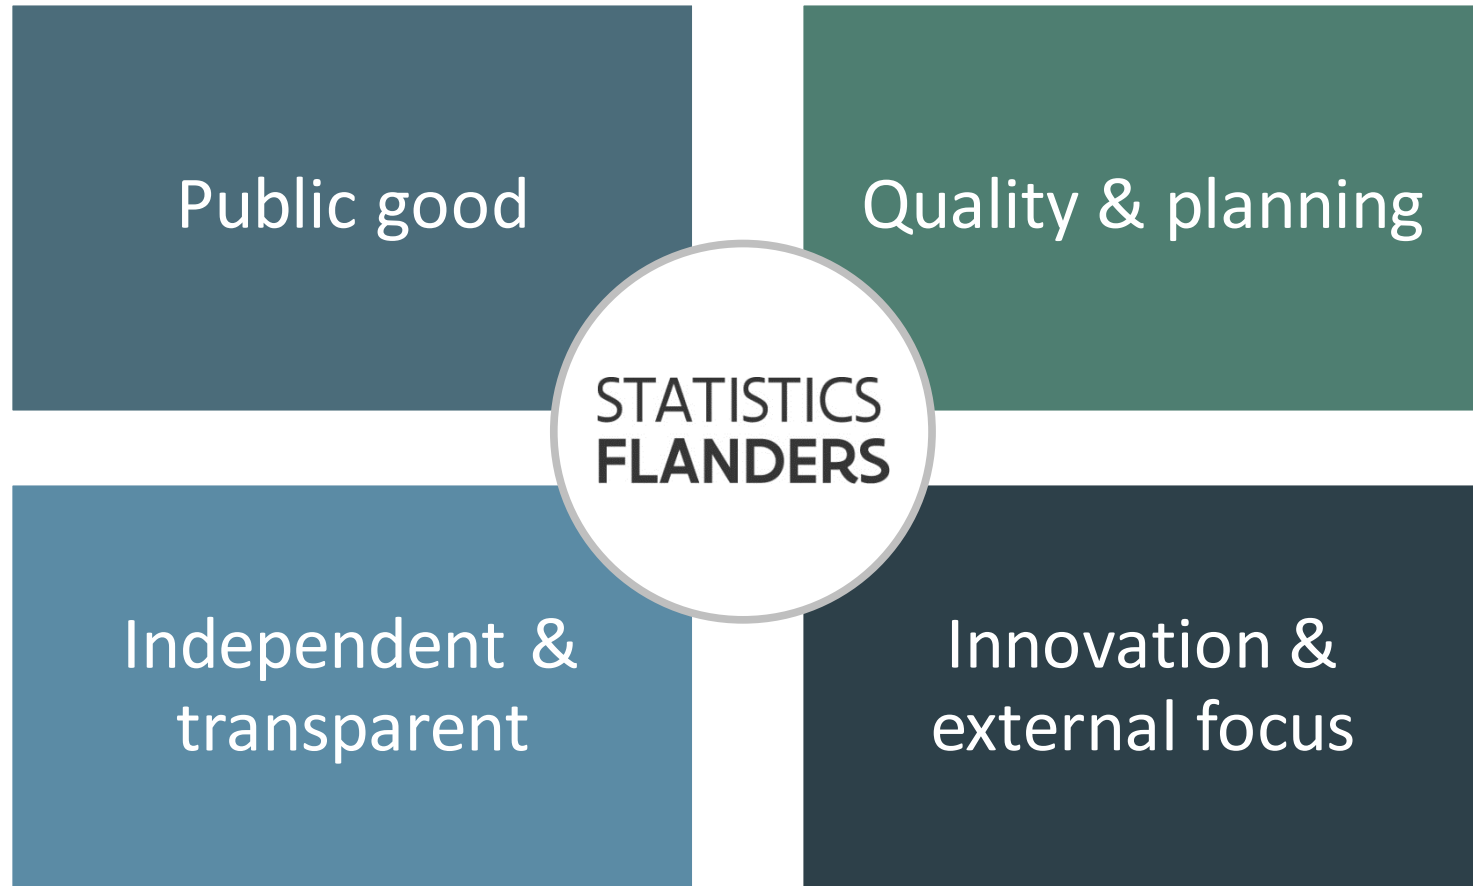 Public good
Quality & planning
STATISTICS
FLANDERS
Independent &
transparent
Innovation &
external focus